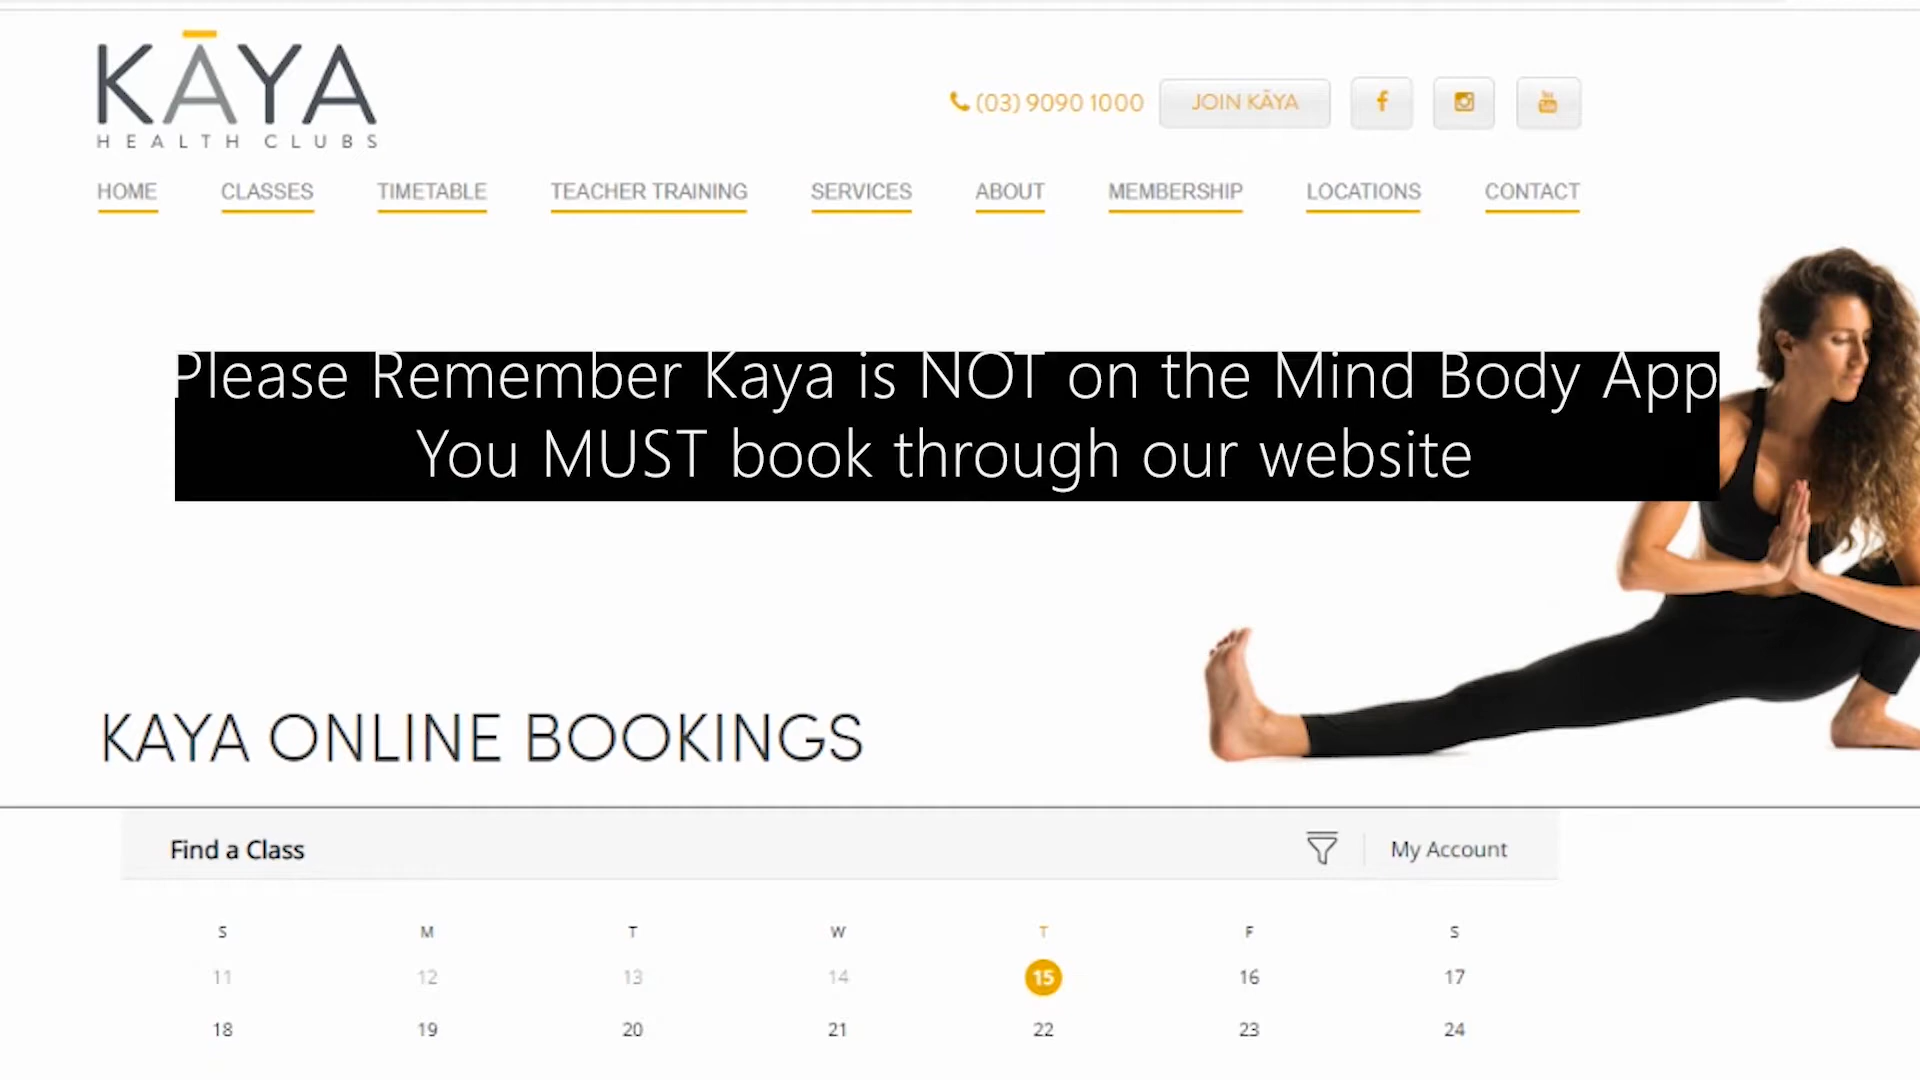 KĀYA
HEALTH CLUBS
(03) 9090 1000
JOIN KĀYA
HOME CLASSES TIMETABLE TEACHER TRAINING SERVICES ABOUT MEMBERSHIP LOCATIONS CONTACT
Please Remember Kaya is NOT on the Mind Body App
You MUST book through our website
KAYA ONLINE BOOKINGS
Find a Class
My Account
S M T W T F S
11 12 13 14 15 16 17
18 19 20 21 22 23 24